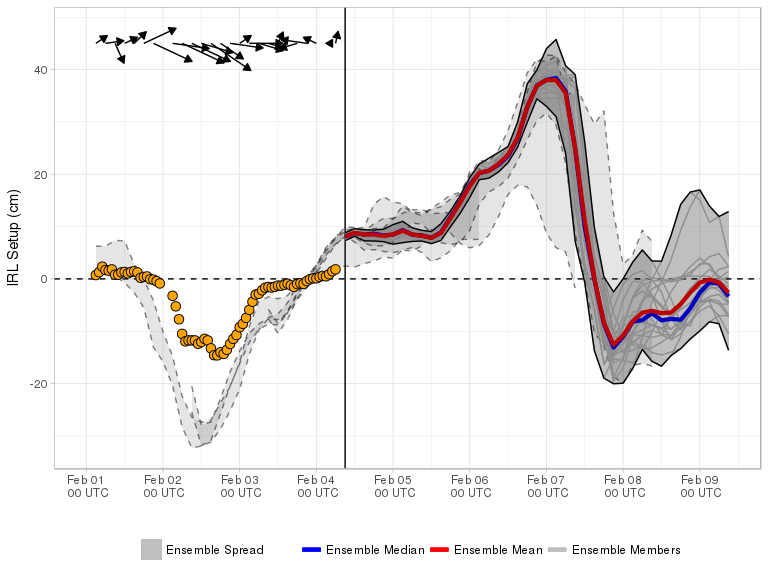 IRL Setup (cm)
40
20
0
-20
Feb 01 Feb 02 Feb 03 Feb 04 Feb 05 Feb 06 Feb 07 Feb 08 Feb 09
00 UTC 00 UTC 00 UTC 00 UTC 00 UTC 00 UTC 00 UTC 00 UTC 00 UTC
Ensemble Spread Ensemble Median Ensemble Mean Ensemble Members